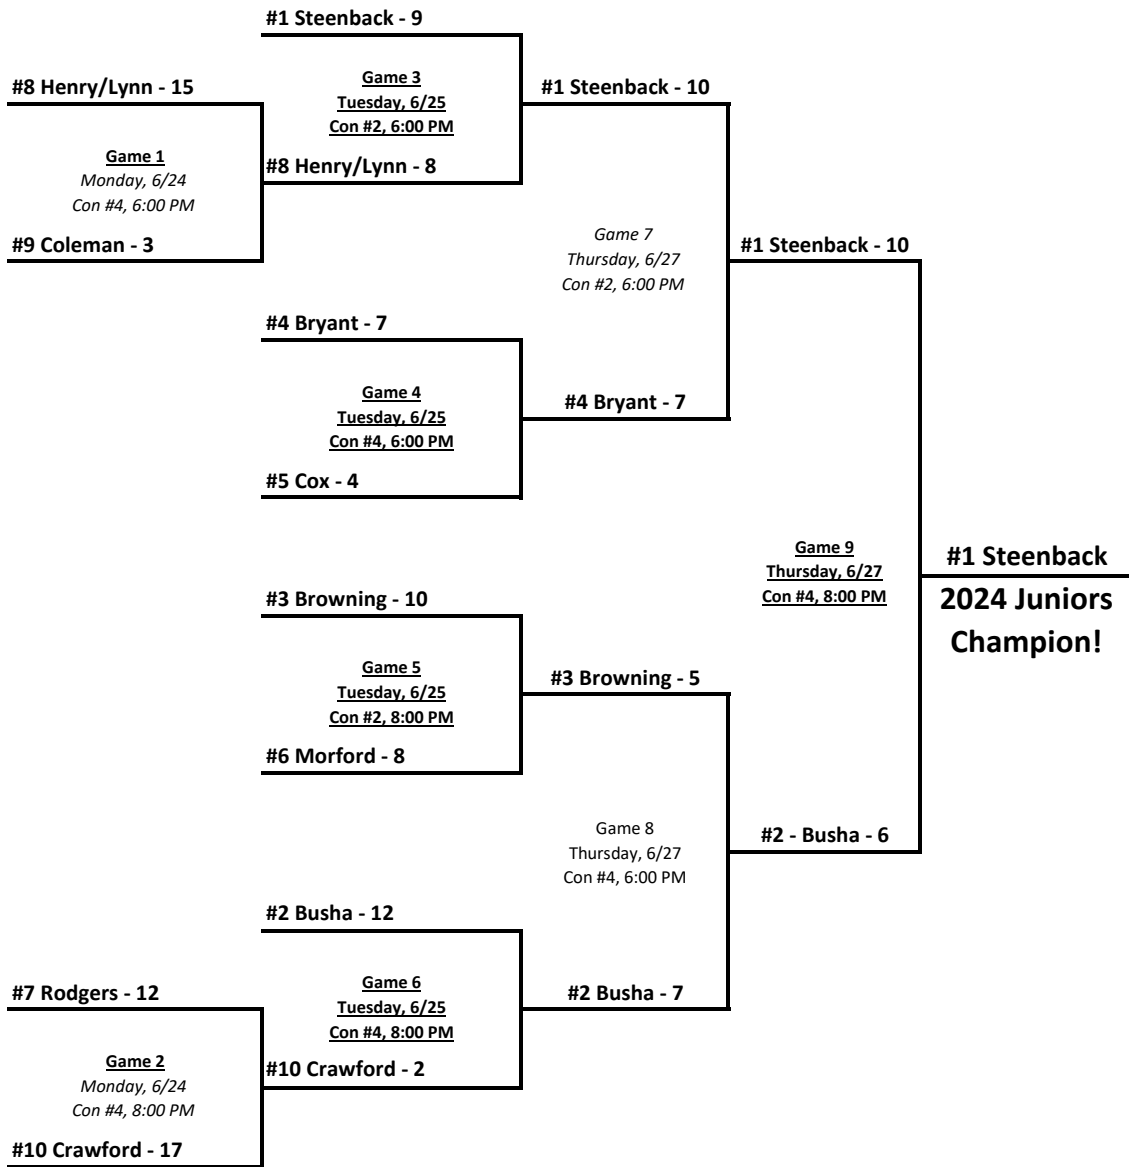 #1 Steenback - 9
#8 Henry/Lynn - 15
Game 3
Tuesday, 6/25
Con #2, 6:00 PM
#1 Steenback - 10
Game 1
Monday, 6/24
Con #4, 6:00 PM
#8 Henry/Lynn - 8
#9 Coleman - 3
Game 7
Thursday, 6/27
Con #2, 6:00 PM
#1 Steenback - 10
#4 Bryant - 7
Game 4
Tuesday, 6/25
Con #4, 6:00 PM
#4 Bryant - 7
#5 Cox - 4
Game 9
Thursday, 6/27
Con #4, 8:00 PM
#1 Steenback
2024 Juniors
Champion!
#3 Browning - 10
Game 5
Tuesday, 6/25
Con #2, 8:00 PM
#3 Browning - 5
#6 Morford - 8
Game 8
Thursday, 6/27
Con #4, 6:00 PM
#2 - Busha - 6
#2 Busha - 12
#7 Rodgers - 12
Game 6
Tuesday, 6/25
Con #4, 8:00 PM
#2 Busha - 7
Game 2
Monday, 6/24
Con #4, 8:00 PM
#10 Crawford - 2
#10 Crawford - 17